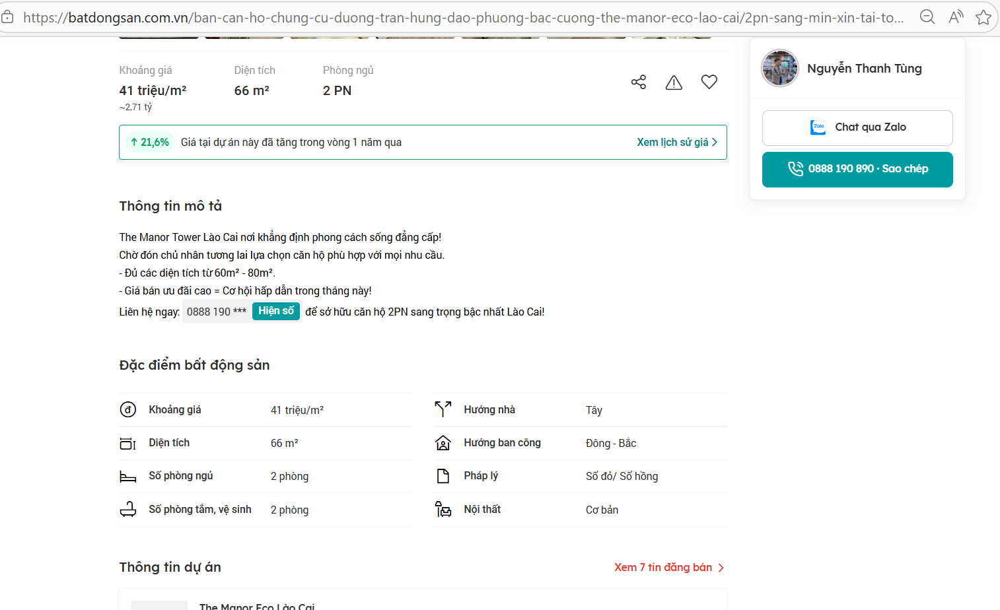 https://batdongsan.com.vn/ban-can-ho-chung-cu-duong-tran-hung-dao-phuong-bac-cuong-the-manor-eco-lao-cai/2pn-sang-min-xin-tai-to...
Khoảng giá
Diện tích
Phòng ngủ
41 triệu/m²
66 m²
2 PN
~2,71 tỷ
21,6%
Giá tại dự án này đã tăng trong vòng 1 năm qua
Xem lịch sử giá
Nguyễn Thanh Tùng
Zalo
Chat qua Zalo
0888 190 890 · Sao chép
Thông tin mô tả
The Manor Tower Lào Cai nơi khẳng định phong cách sống đẳng cấp!
Chờ đón chủ nhân tương lai lựa chọn căn hộ phù hợp với mọi nhu cầu.
- Đủ các diện tích từ 60m² - 80m².
- Giá bán ưu đãi cao = Cơ hội hấp dẫn trong tháng này!
Liên hệ ngay: 0888 190 *** Hiện số để sở hữu căn hộ 2PN sang trọng bậc nhất Lào Cai!
Đặc điểm bất động sản
Khoảng giá 41 triệu/m²
Hướng nhà Tây
Diện tích 66 m²
Hướng ban công Đông - Bắc
Số phòng ngủ 2 phòng
Pháp lý Sổ đỏ/ Sổ hồng
Số phòng tắm, vệ sinh 2 phòng
Nội thất Cơ bản
Thông tin dự án
Xem 7 tin đăng bán
The Manor Eco Lào Cai